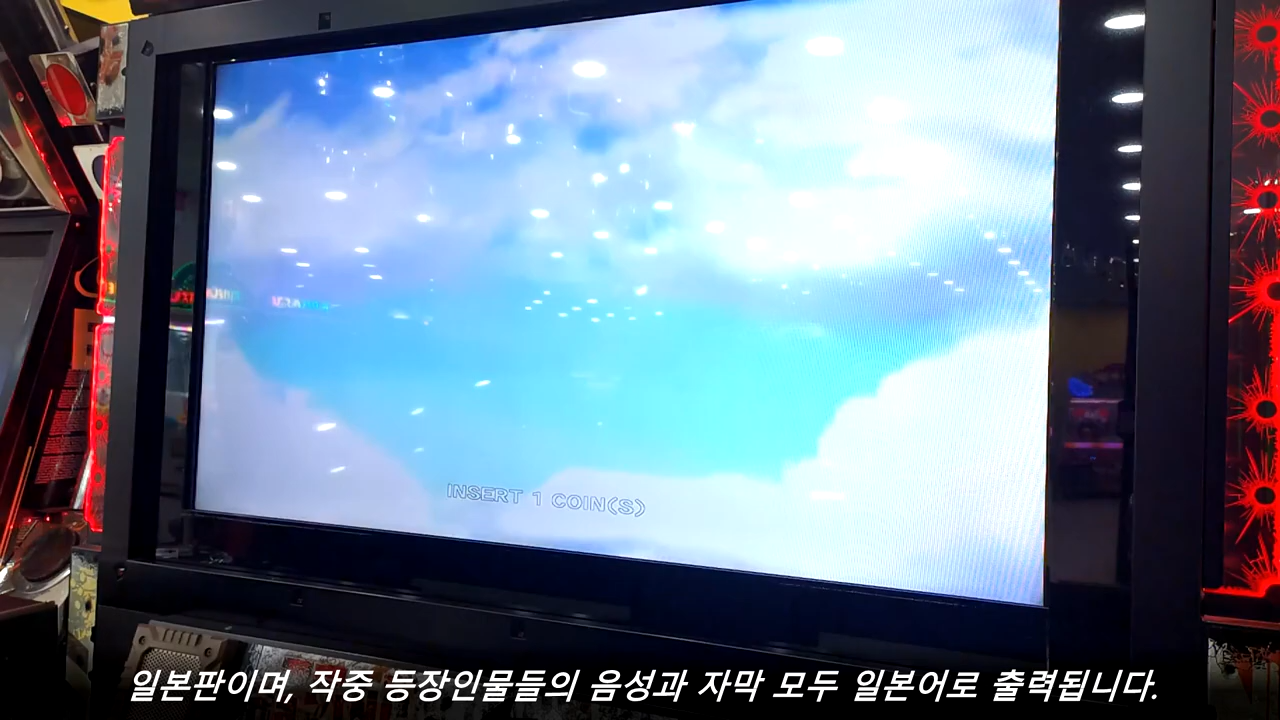 INSERT 1 COIN(S)
일본판이며, 작중 등장인물들의 음성과 자막 모두 일본어로 출력됩니다.